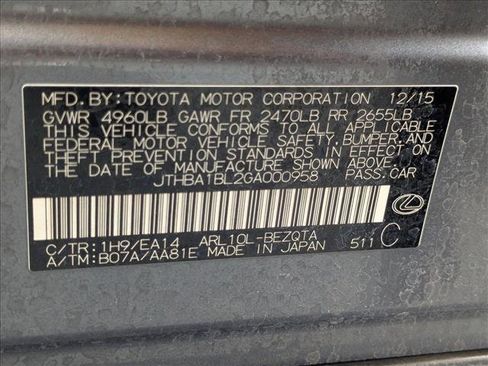 MFD.BY:TOYOTA MOTOR CORPORATION 12/15
GVWR 4960LB GAWR FR 2470LB RR 2655LB
THIS VEHICLE CONFORMS TO ALL APPLICABLE
FEDERAL MOTOR VEHICLE SAFETY, BUMPER,AND
THEFT PREVENTION STANDARDS IN EFFECT ON
THE DATE OF MANUFACTURE SHOWN ABOVE.
JTHBA1BL2GA000958 PASS.CAR
C/TR:1H9/EA14 ARL10L-BEZQTA
A/TM:B07A/AA81E MADE IN JAPAN 511 C